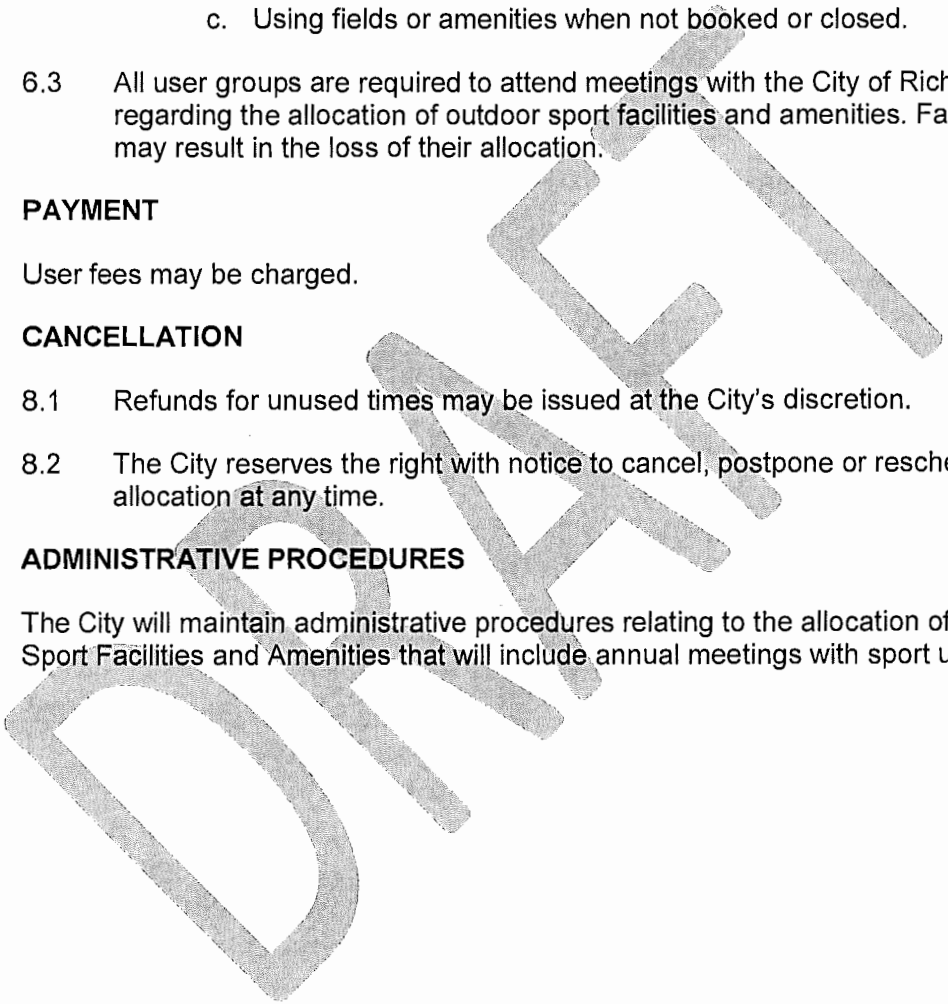 c. Using fields or amenities when not booked or closed.
6.3 All user groups are required to attend meetings with the City of Rich
regarding the allocation of outdoor sport facilities and amenities. Fa
may result in the loss of their allocation.
PAYMENT
User fees may be charged.
CANCELLATION
8.1 Refunds for unused times may be issued at the City's discretion.
8.2 The City reserves the right with notice to cancel, postpone or resche
allocation at any time.
ADMINISTRATIVE PROCEDURES
The City will maintain administrative procedures relating to the allocation of
Sport Facilities and Amenities that will include annual meetings with sport u
DRAFT